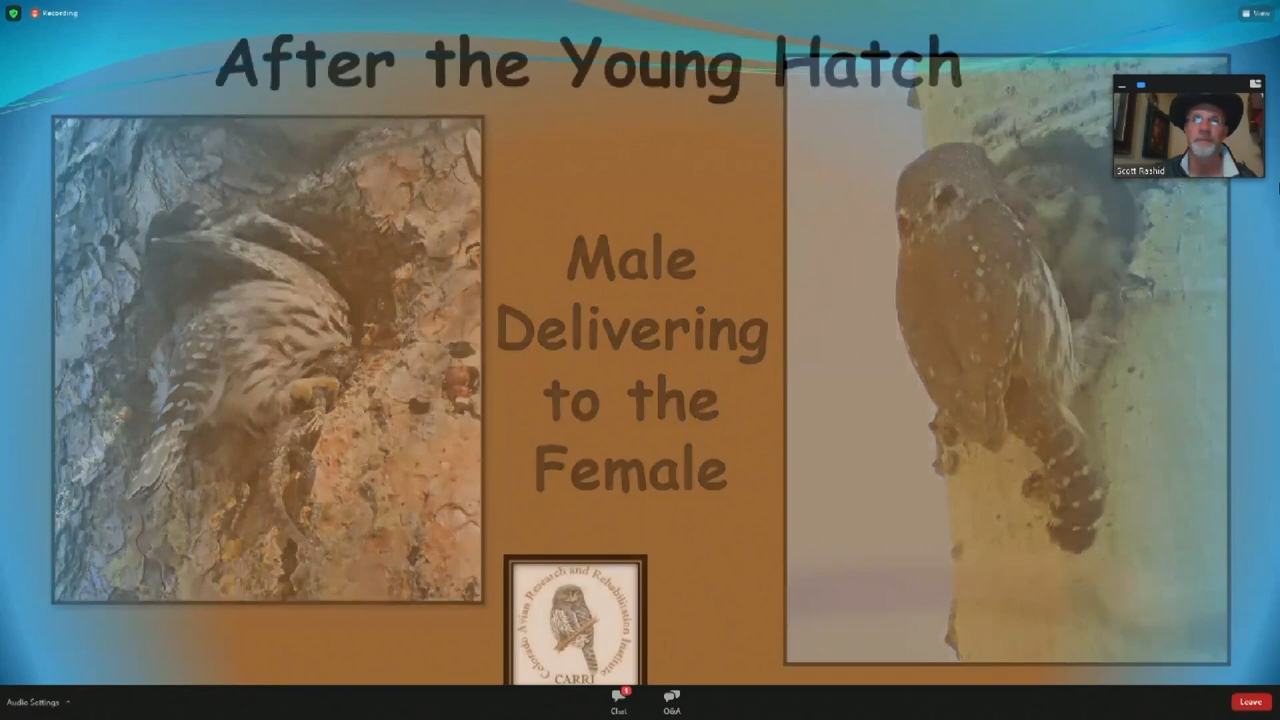 Recording
View
After the Young Hatch
Scott Rashid
Male
Delivering
to the
Female
Colorado Avian Research and Rehabilitation Institute
CARRI
Audio Settings
1
Chat
Q&A
Leave